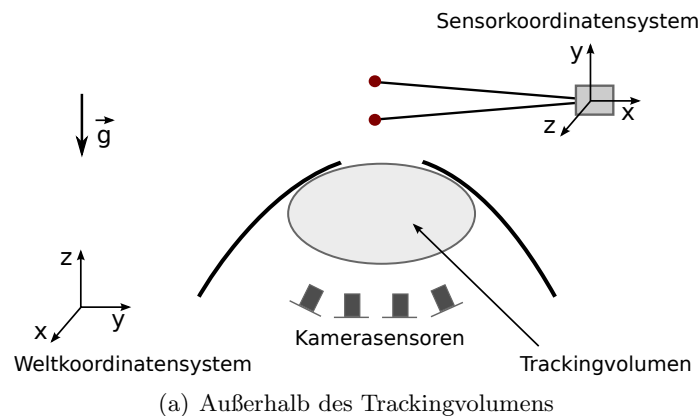 Sensorkoordinatensystem
y
x
z
g
z
x
y
Weltkoordinatensystem
Kamerasensoren
Trackingvolumen
(a) Außerhalb des Trackingvolumens